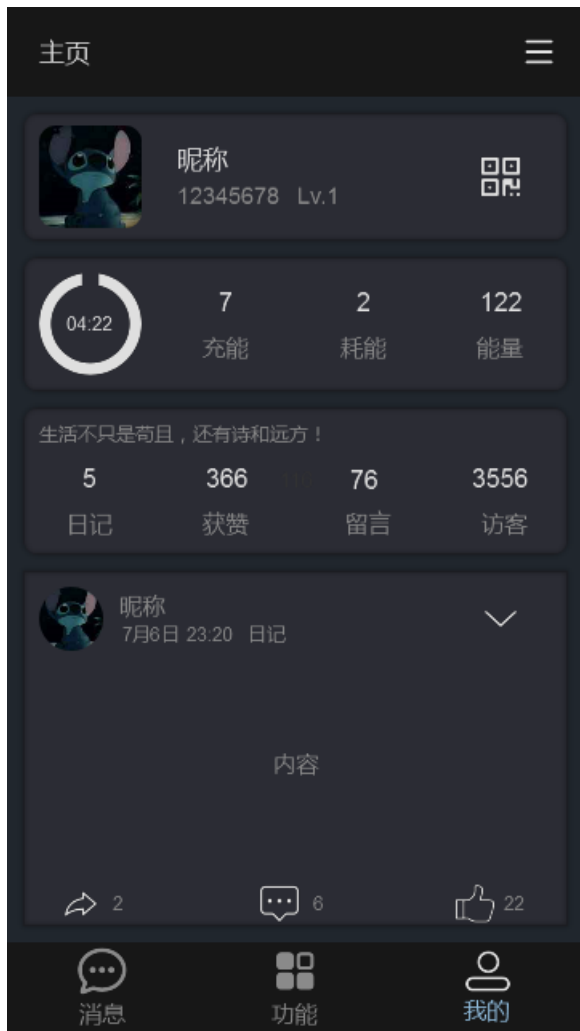 主页
昵称
12345678 Lv.1
04:22
7 2 122
充能 耗能 能量
生活不只是苟且，还有诗和远方！
5 366 76 3556
日记 获赞 留言 访客
昵称
7月6日 23:20 日记
内容
2 6 22
消息 功能 我的